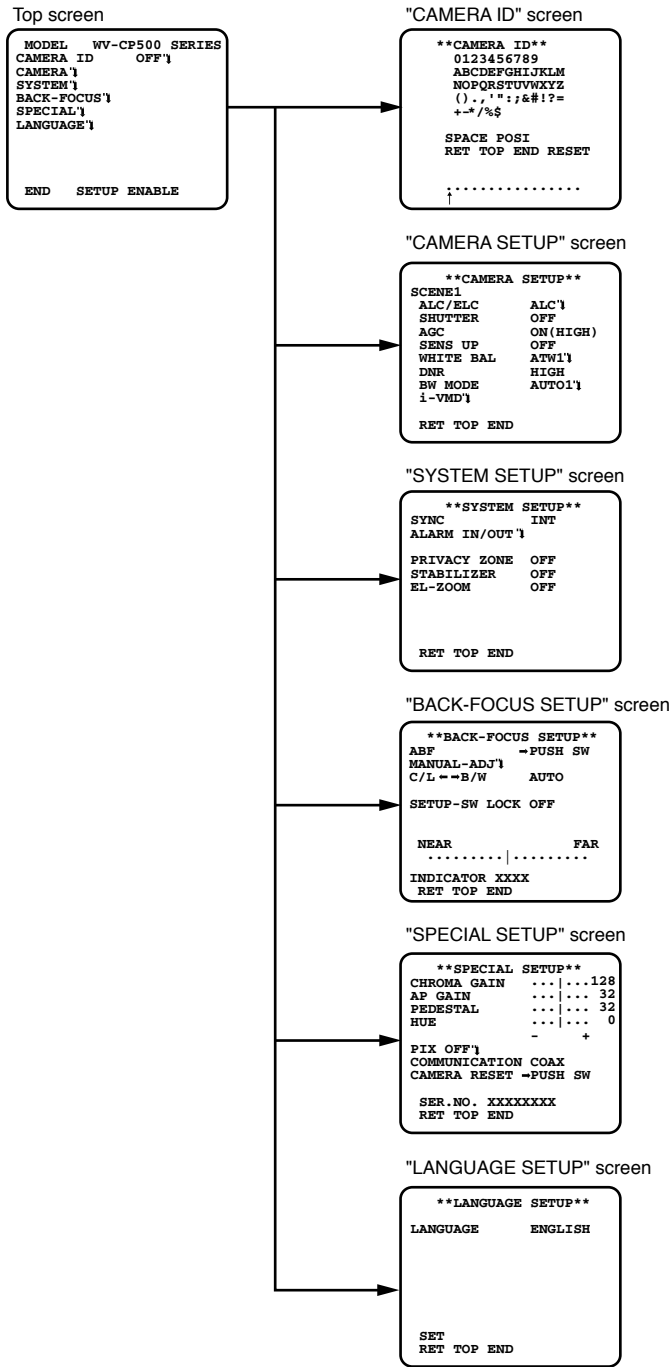 Top screen
MODEL WV-CP500 SERIES
CAMERA ID OFF
CAMERA
SYSTEM
BACK-FOCUS
SPECIAL
LANGUAGE
END SETUP ENABLE
"CAMERA ID" screen
**CAMERA ID**
0123456789
ABCDEFGHIJKLM
NOPQRSTUVWXYZ
().,'":;&#!?=
+-*/%$
SPACE POSI
RET TOP END RESET
................
↑
"CAMERA SETUP" screen
**CAMERA SETUP**
SCENE1
ALC/ELC ALC
SHUTTER OFF
AGC ON(HIGH)
SENS UP OFF
WHITE BAL ATW1
DNR HIGH
BW MODE AUTO1
i-VMD
RET TOP END
"SYSTEM SETUP" screen
**SYSTEM SETUP**
SYNC INT
ALARM IN/OUT
PRIVACY ZONE OFF
STABILIZER OFF
EL-ZOOM OFF
RET TOP END
"BACK-FOCUS SETUP" screen
**BACK-FOCUS SETUP**
ABF →PUSH SW
MANUAL-ADJ
C/L←→B/W AUTO
SETUP-SW LOCK OFF
NEAR FAR
.........|.........
INDICATOR XXXX
RET TOP END
"SPECIAL SETUP" screen
**SPECIAL SETUP**
CHROMA GAIN ...|...128
AP GAIN ...|... 32
PEDESTAL ...|... 32
HUE ...|... 0
- +
PIX OFF
COMMUNICATION COAX
CAMERA RESET →PUSH SW
SER.NO. XXXXXXXX
RET TOP END
"LANGUAGE SETUP" screen
**LANGUAGE SETUP**
LANGUAGE ENGLISH
SET
RET TOP END